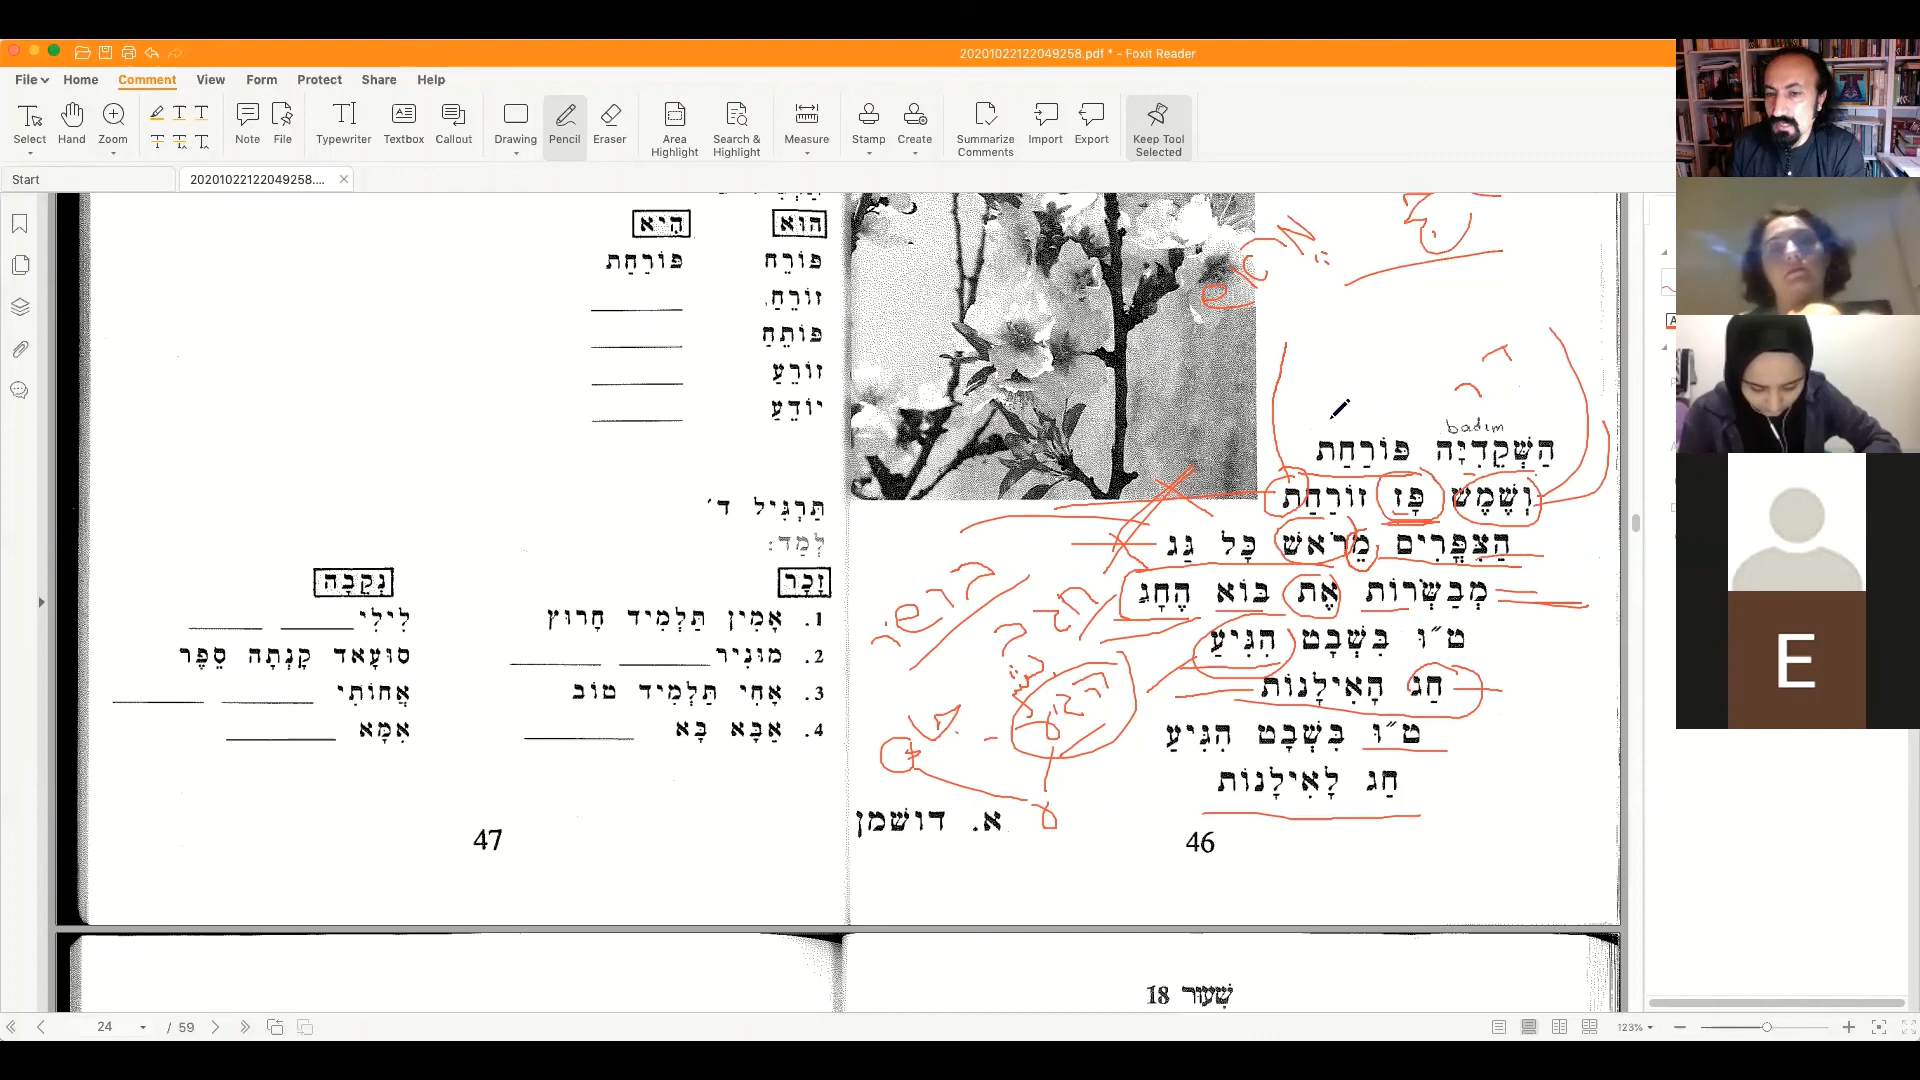 20201022122049258.pdf * - Foxit Reader
File Home Comment View Form Protect Share Help
Select Hand Zoom Note File Typewriter Textbox Callout Drawing Pencil Eraser Area Highlight Search & Highlight Measure Stamp Create Summarize Comments Import Export Keep Tool Selected
Start 20201022122049258....
badim
הַשְּׁקֵדִיָּה פּוֹרַחַת
וְשֶׁמֶשׁ פָּז זוֹרַחַת
הַצִּפֳּרִים מֵרֹאשׁ כָּל גַּג
מְבַשְּׂרוֹת אֶת בּוֹא הֶחָג
ט״וּ בִּשְׁבָט הִגִּיעַ
חַג הָאִילָנוֹת
ט״וּ בִּשְׁבָט הִגִּיעַ
חַג לָאִילָנוֹת
א. דושמן
46
הוּא הִיא
פּוֹרֵחַ פּוֹרַחַת
זוֹרֵחַ
פּוֹתֵחַ
זוֹרֵעַ
יוֹדֵעַ
תַּרְגִּיל ד׳
לְמַד:
זָכָר נְקֵבָה
1. אָמִין תַּלְמִיד חָרוּץ לִילִי
2. מוּנִיר סוּעָאד קָנְתָה סֵפֶר
3. אָחִי תַּלְמִיד טוֹב אֲחוֹתִי
4. אַבָּא בָּא אִמָּא
47
שִׁעוּר 18
E
24 / 59
123%